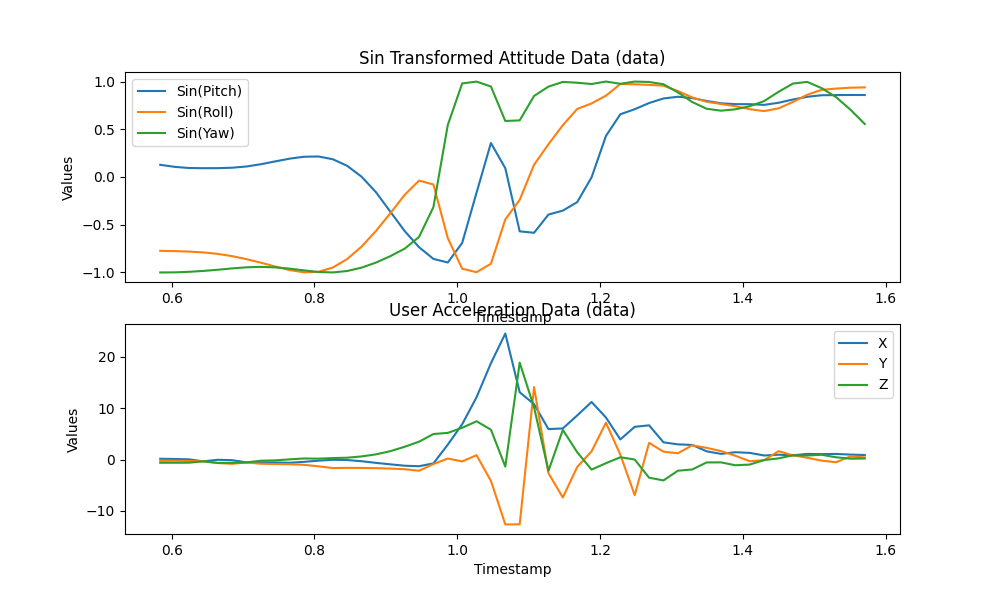 Sin Transformed Attitude Data (data)
1.0
0.5
0.0
−0.5
−1.0
Values
Sin(Pitch)
Sin(Roll)
Sin(Yaw)
0.6 0.8 1.0 1.2 1.4 1.6
Timestamp
User Acceleration Data (data)
20
10
0
−10
Values
X
Y
Z
0.6 0.8 1.0 1.2 1.4 1.6
Timestamp